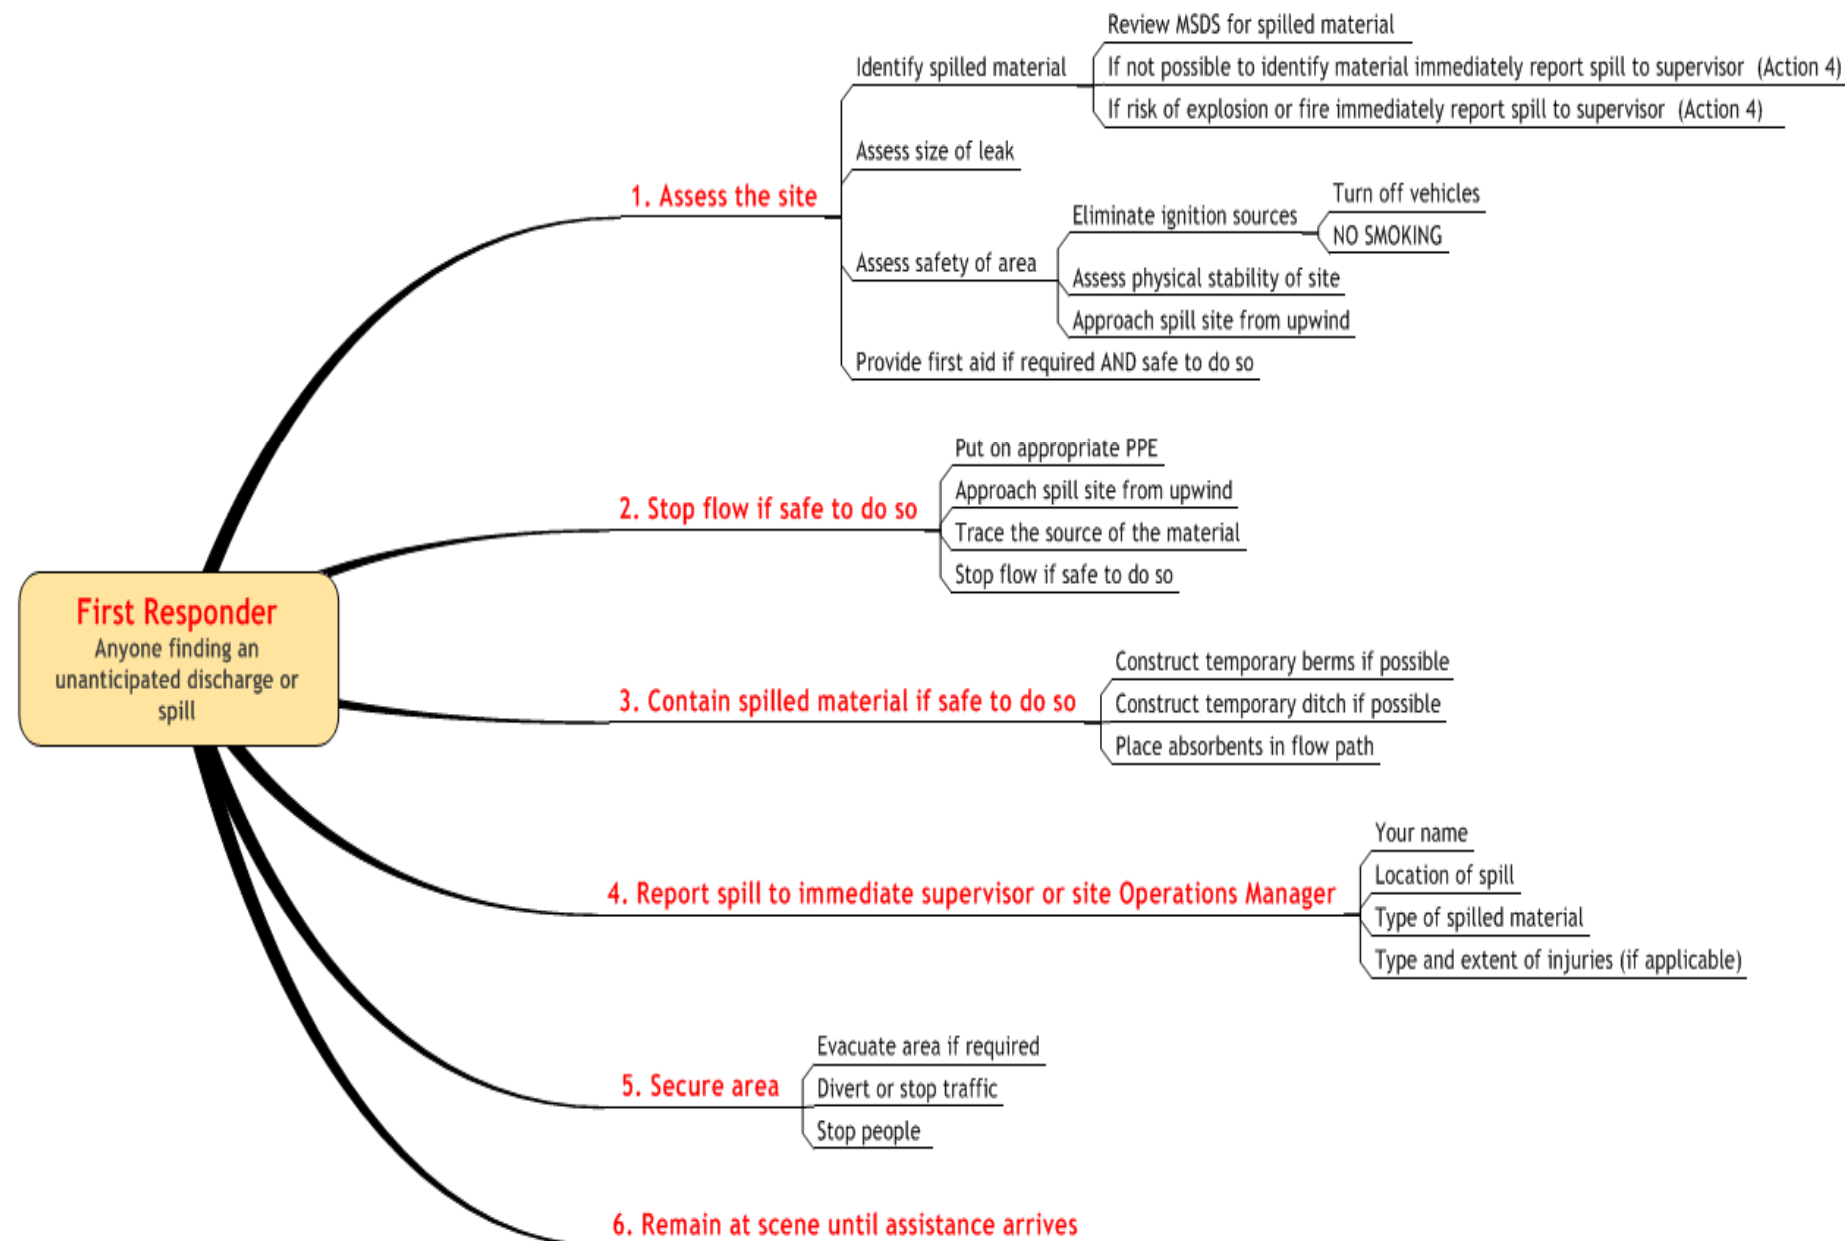 First Responder
Anyone finding an
unanticipated discharge or
spill
1. Assess the site
Identify spilled material
Review MSDS for spilled material
If not possible to identify material immediately report spill to supervisor (Action 4)
If risk of explosion or fire immediately report spill to supervisor (Action 4)
Assess size of leak
Assess safety of area
Eliminate ignition sources
Turn off vehicles
NO SMOKING
Assess physical stability of site
Approach spill site from upwind
Provide first aid if required AND safe to do so
2. Stop flow if safe to do so
Put on appropriate PPE
Approach spill site from upwind
Trace the source of the material
Stop flow if safe to do so
3. Contain spilled material if safe to do so
Construct temporary berms if possible
Construct temporary ditch if possible
Place absorbents in flow path
4. Report spill to immediate supervisor or site Operations Manager
Your name
Location of spill
Type of spilled material
Type and extent of injuries (if applicable)
5. Secure area
Evacuate area if required
Divert or stop traffic
Stop people
6. Remain at scene until assistance arrives